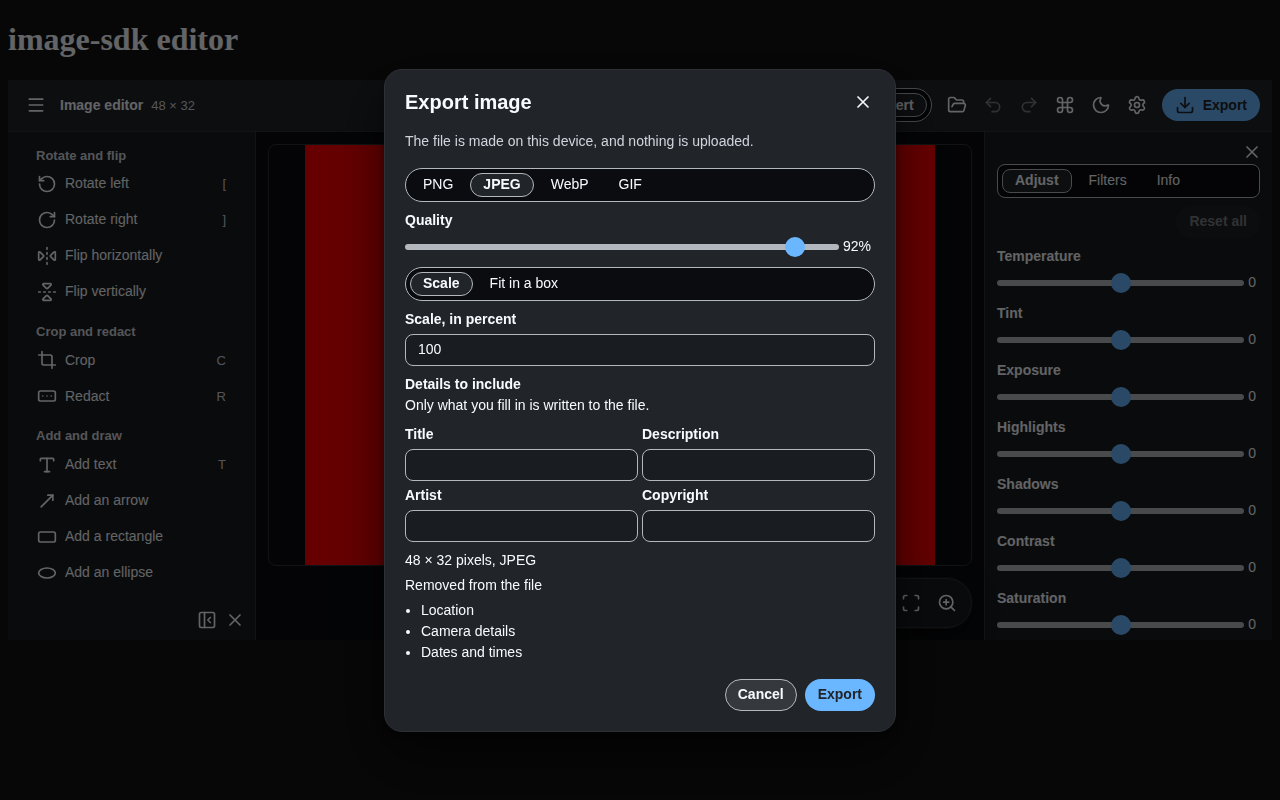 image-sdk editor
Image editor 48 × 32
Export
Rotate and flip
Rotate left [
Rotate right ]
Flip horizontally
Flip vertically
Crop and redact
Crop C
Redact R
Add and draw
Add text T
Add an arrow
Add a rectangle
Add an ellipse
Export image
The file is made on this device, and nothing is uploaded.
PNG JPEG WebP GIF
Quality
92%
Scale Fit in a box
Scale, in percent
100
Details to include
Only what you fill in is written to the file.
Title Description
Artist Copyright
48 × 32 pixels, JPEG
Removed from the file
• Location
• Camera details
• Dates and times
Cancel Export
Adjust Filters Info
Reset all
Temperature
0
Tint
0
Exposure
0
Highlights
0
Shadows
0
Contrast
0
Saturation
0